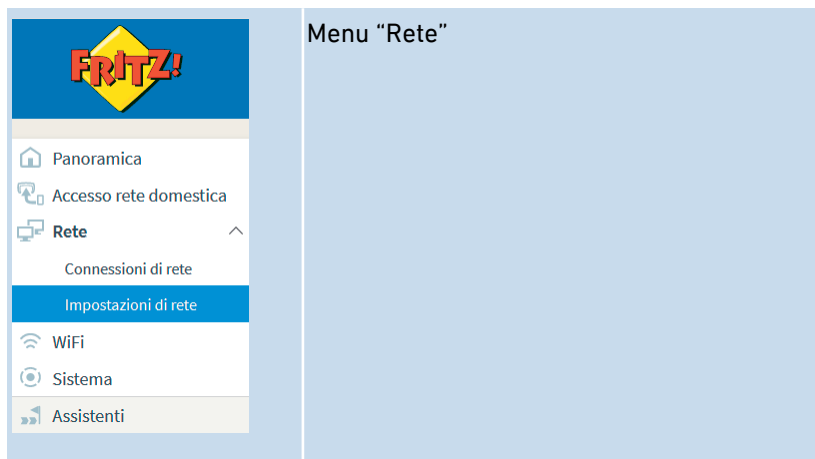 FRITZ!
Menu “Rete”
Panoramica
Accesso rete domestica
Rete
Connessioni di rete
Impostazioni di rete
WiFi
Sistema
Assistenti